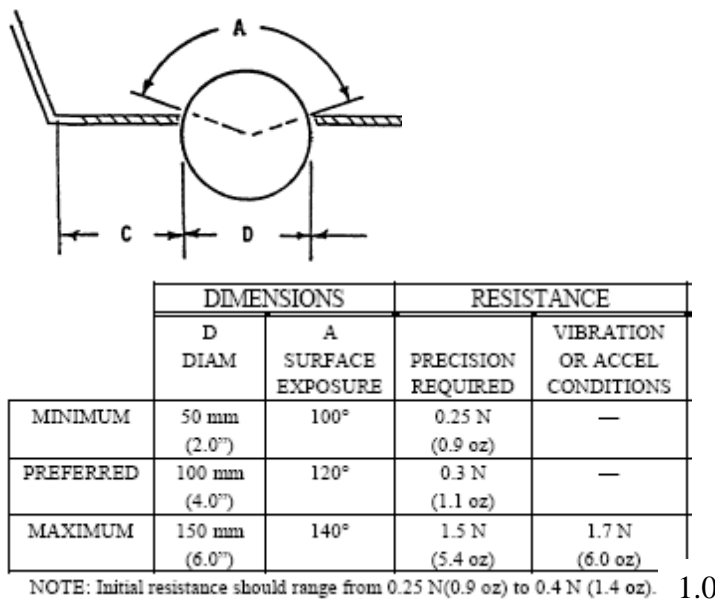 A
C D
DIMENSIONS RESISTANCE
D A VIBRATION
DIAM SURFACE PRECISION OR ACCEL
EXPOSURE REQUIRED CONDITIONS
MINIMUM 50 mm 100° 0.25 N —
(2.0”) (0.9 oz)
PREFERRED 100 mm 120° 0.3 N —
(4.0”) (1.1 oz)
MAXIMUM 150 mm 140° 1.5 N 1.7 N
(6.0”) (5.4 oz) (6.0 oz)
NOTE: Initial resistance should range from 0.25 N(0.9 oz) to 0.4 N (1.4 oz). 1.0